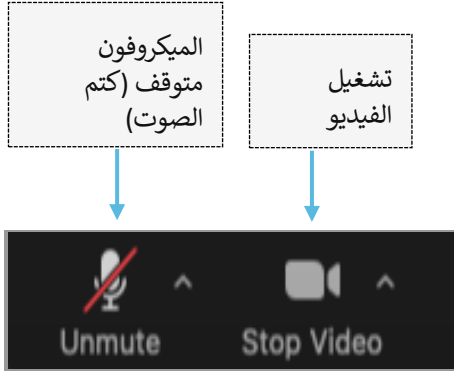 الميكروفون
متوقف (كتم
الصوت)
تشغيل
الفيديو
Unmute
Stop Video